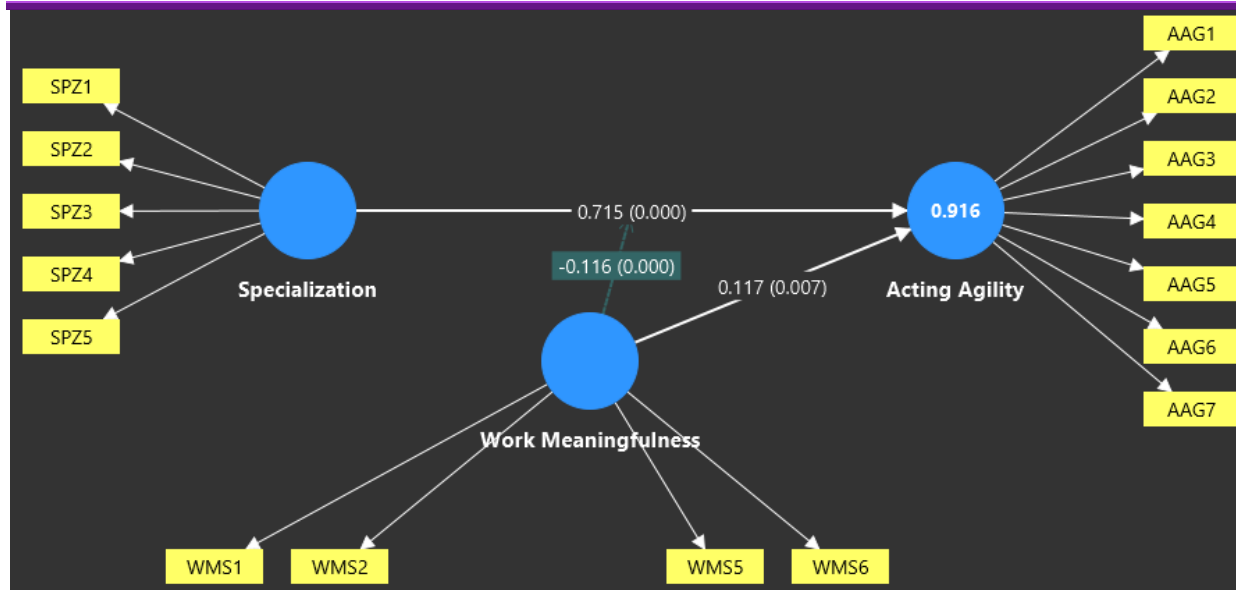 AAG1
SPZ1
AAG2
SPZ2
AAG3
SPZ3
0.715 (0.000)
0.916
AAG4
SPZ4
-0.116 (0.000)
Specialization
0.117 (0.007)
Acting Agility
AAG5
SPZ5
AAG6
AAG7
Work Meaningfulness
WMS1
WMS2
WMS5
WMS6